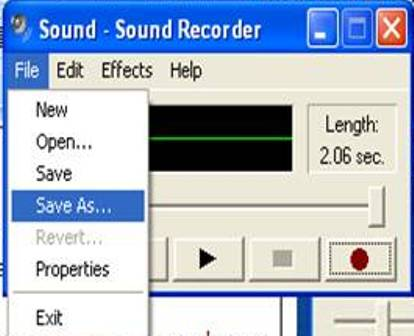 Sound - Sound Recorder
File Edit Effects Help
New
Open...
Save
Save As...
Revert...
Properties
Exit
Length:
2.06 sec.